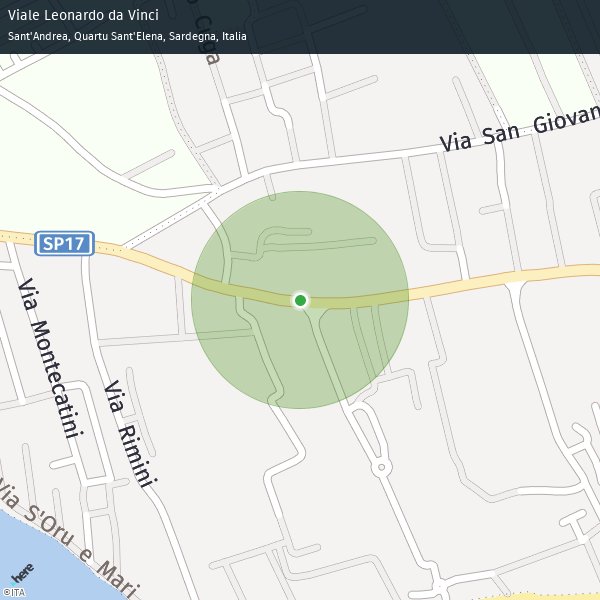 Viale Leonardo da Vinci
Sant'Andrea, Quartu Sant'Elena, Sardegna, Italia
Via San Giovan
SP17
Via Montecatini
Via Rimini
Via S'Oru e Mari
here
©ITA